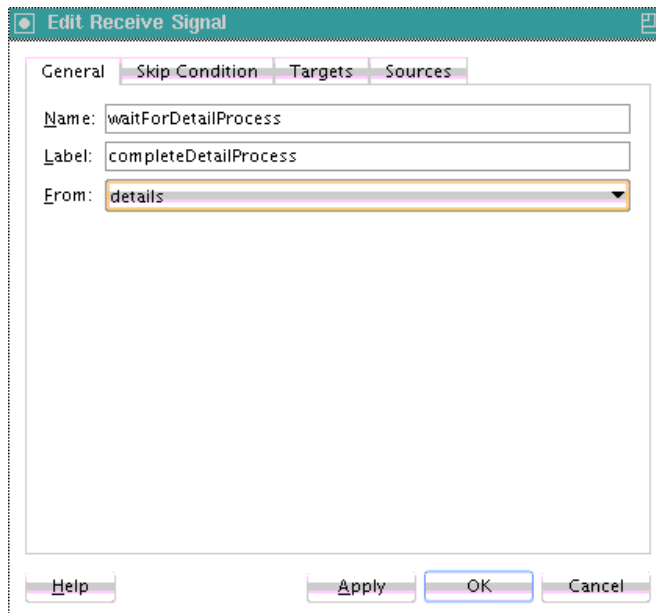 Edit Receive Signal
General Skip Condition Targets Sources
Name: waitForDetailProcess
Label: completeDetailProcess
From: details
Help Apply OK Cancel